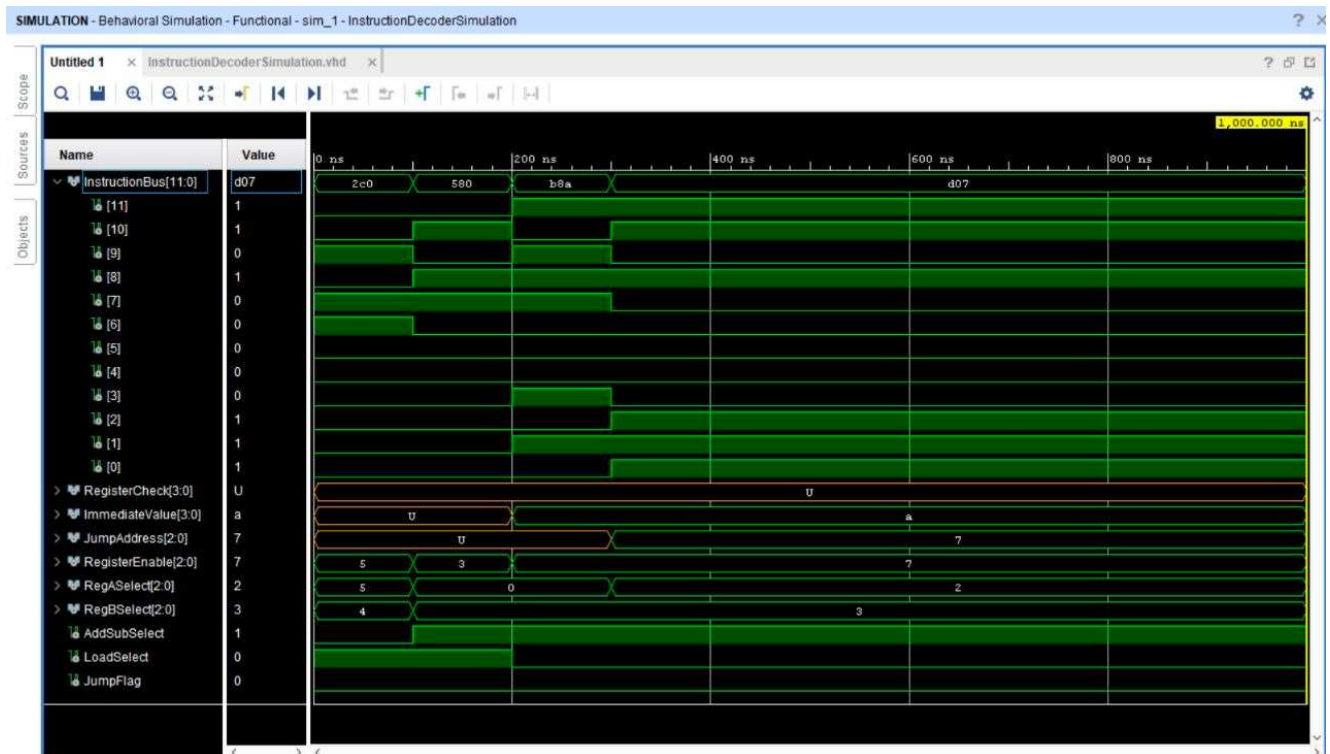 SIMULATION - Behavioral Simulation - Functional - sim_1 - InstructionDecoderSimulation
Scope
Sources
Objects
Untitled 1
InstructionDecoderSimulation.vhd
1,000.000 ns
Name Value
0 ns 200 ns 400 ns 600 ns 800 ns
InstructionBus[11:0] d07 2c0 580 b8a d07
[11] 1
[10] 1
[9] 0
[8] 1
[7] 0
[6] 0
[5] 0
[4] 0
[3] 0
[2] 1
[1] 1
[0] 1
RegisterCheck[3:0] U U
ImmediateValue[3:0] a U a
JumpAddress[2:0] 7 U 7
RegisterEnable[2:0] 7 5 3 7
RegASelect[2:0] 2 5 0 2
RegBSelect[2:0] 3 4 3
AddSubSelect 1
LoadSelect 0
JumpFlag 0